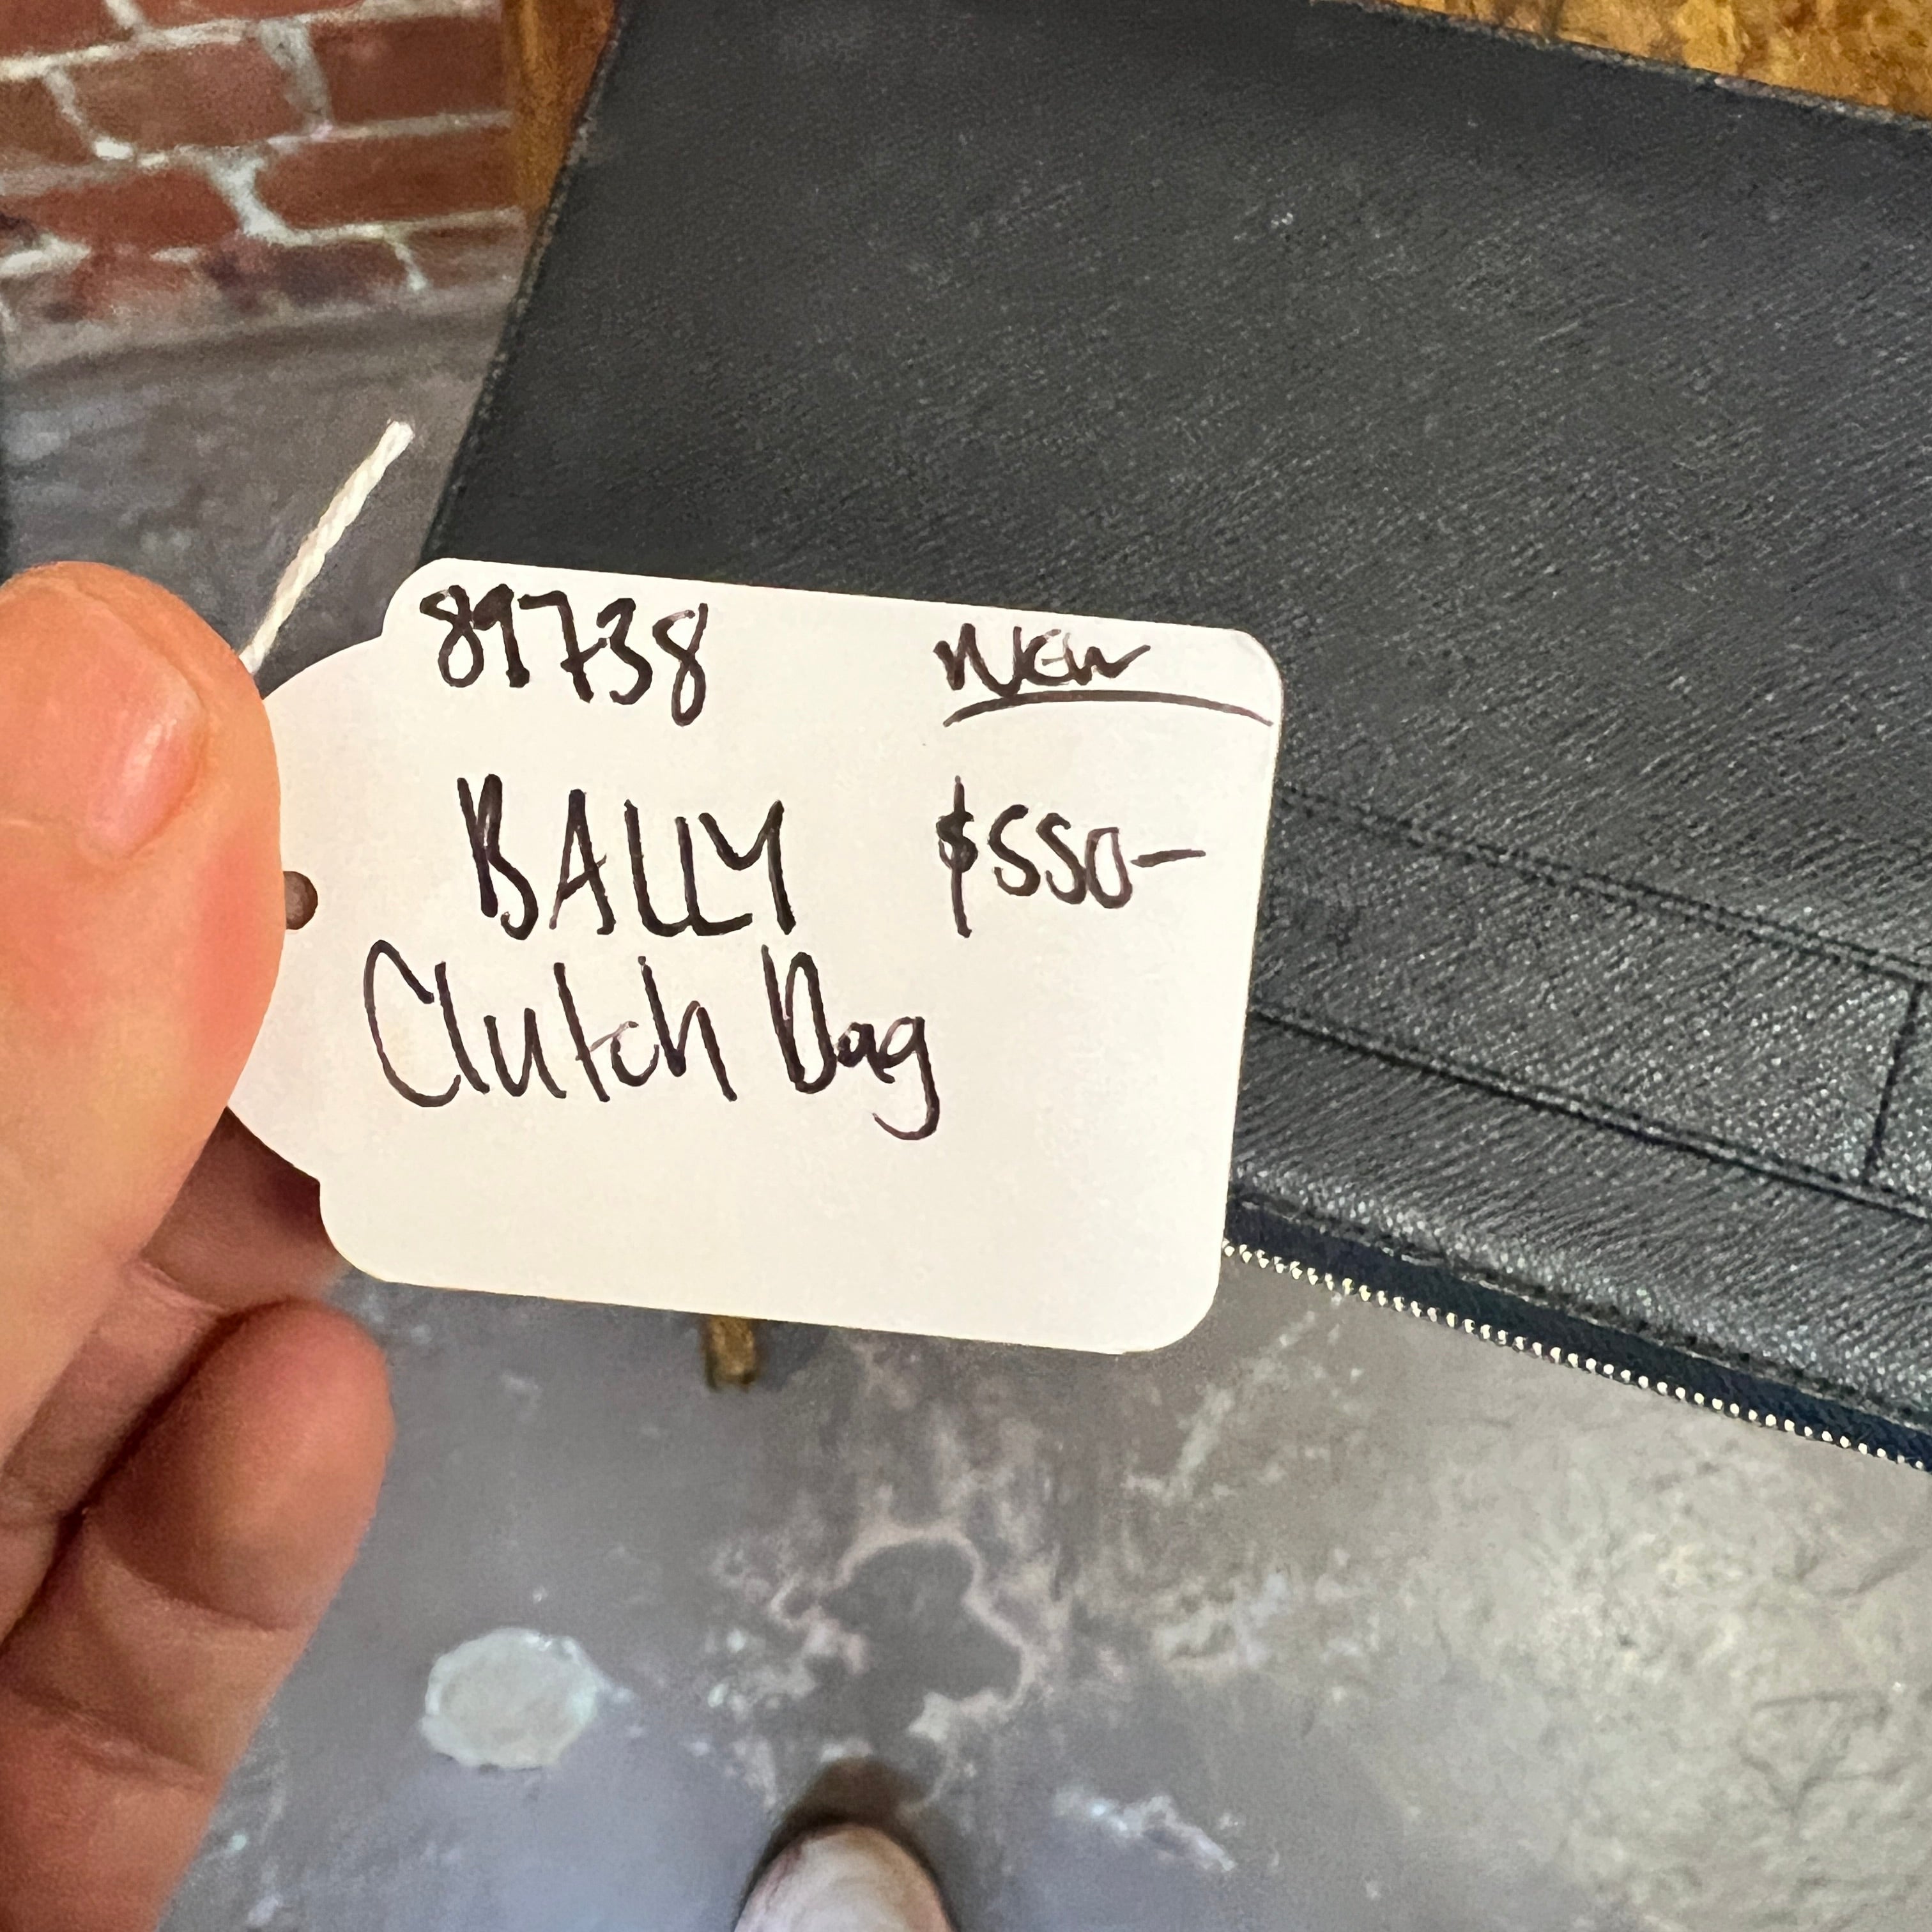 89738 NEW
BALLY $550-
Clutch Bag